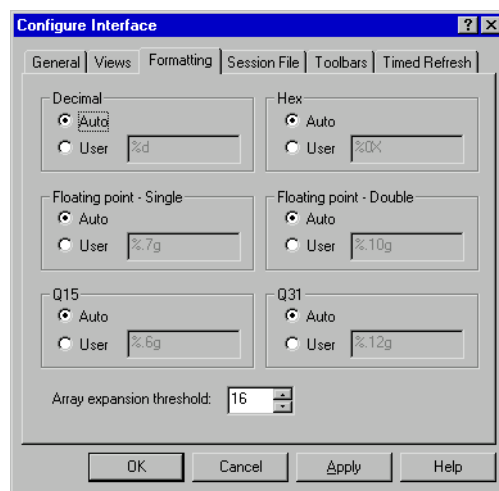 Configure Interface
General Views Formatting Session File Toolbars Timed Refresh
Decimal Hex
Auto Auto
User %d User %0X
Floating point - Single Floating point - Double
Auto Auto
User %.7g User %.10g
Q15 Q31
Auto Auto
User %.6g User %.12g
Array expansion threshold: 16
OK Cancel Apply Help